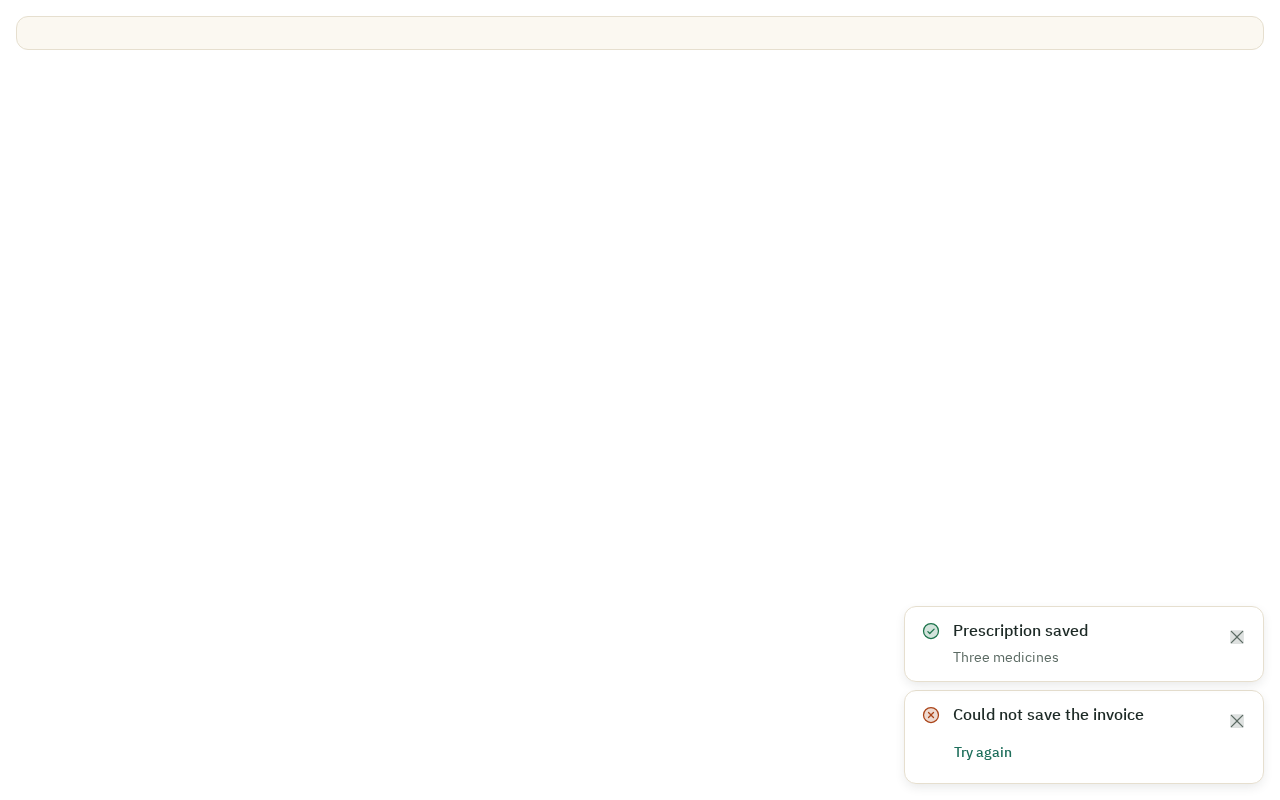 Prescription saved
Three medicines
Could not save the invoice
Try again